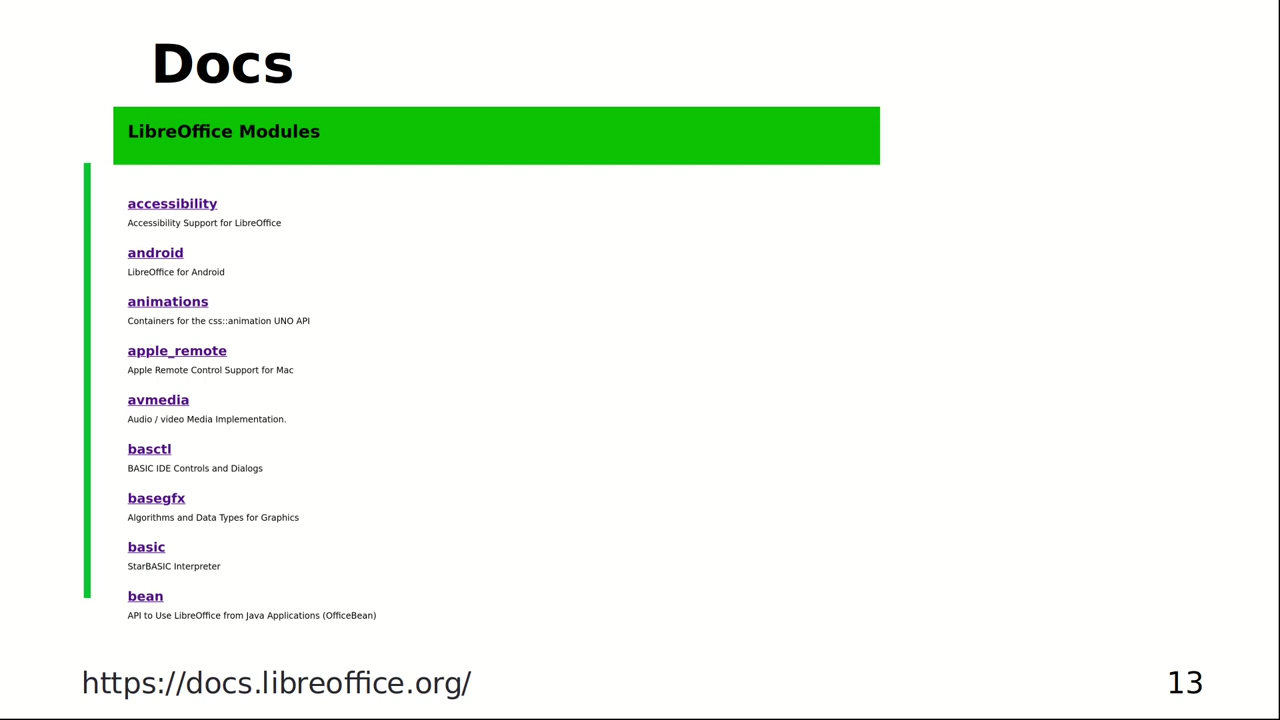 Docs
LibreOffice Modules
accessibility
Accessibility Support for LibreOffice
android
LibreOffice for Android
animations
Containers for the css::animation UNO API
apple_remote
Apple Remote Control Support for Mac
avmedia
Audio / video Media Implementation.
basctl
BASIC IDE Controls and Dialogs
basegfx
Algorithms and Data Types for Graphics
basic
StarBASIC Interpreter
bean
API to Use LibreOffice from Java Applications (OfficeBean)
https://docs.libreoffice.org/
13